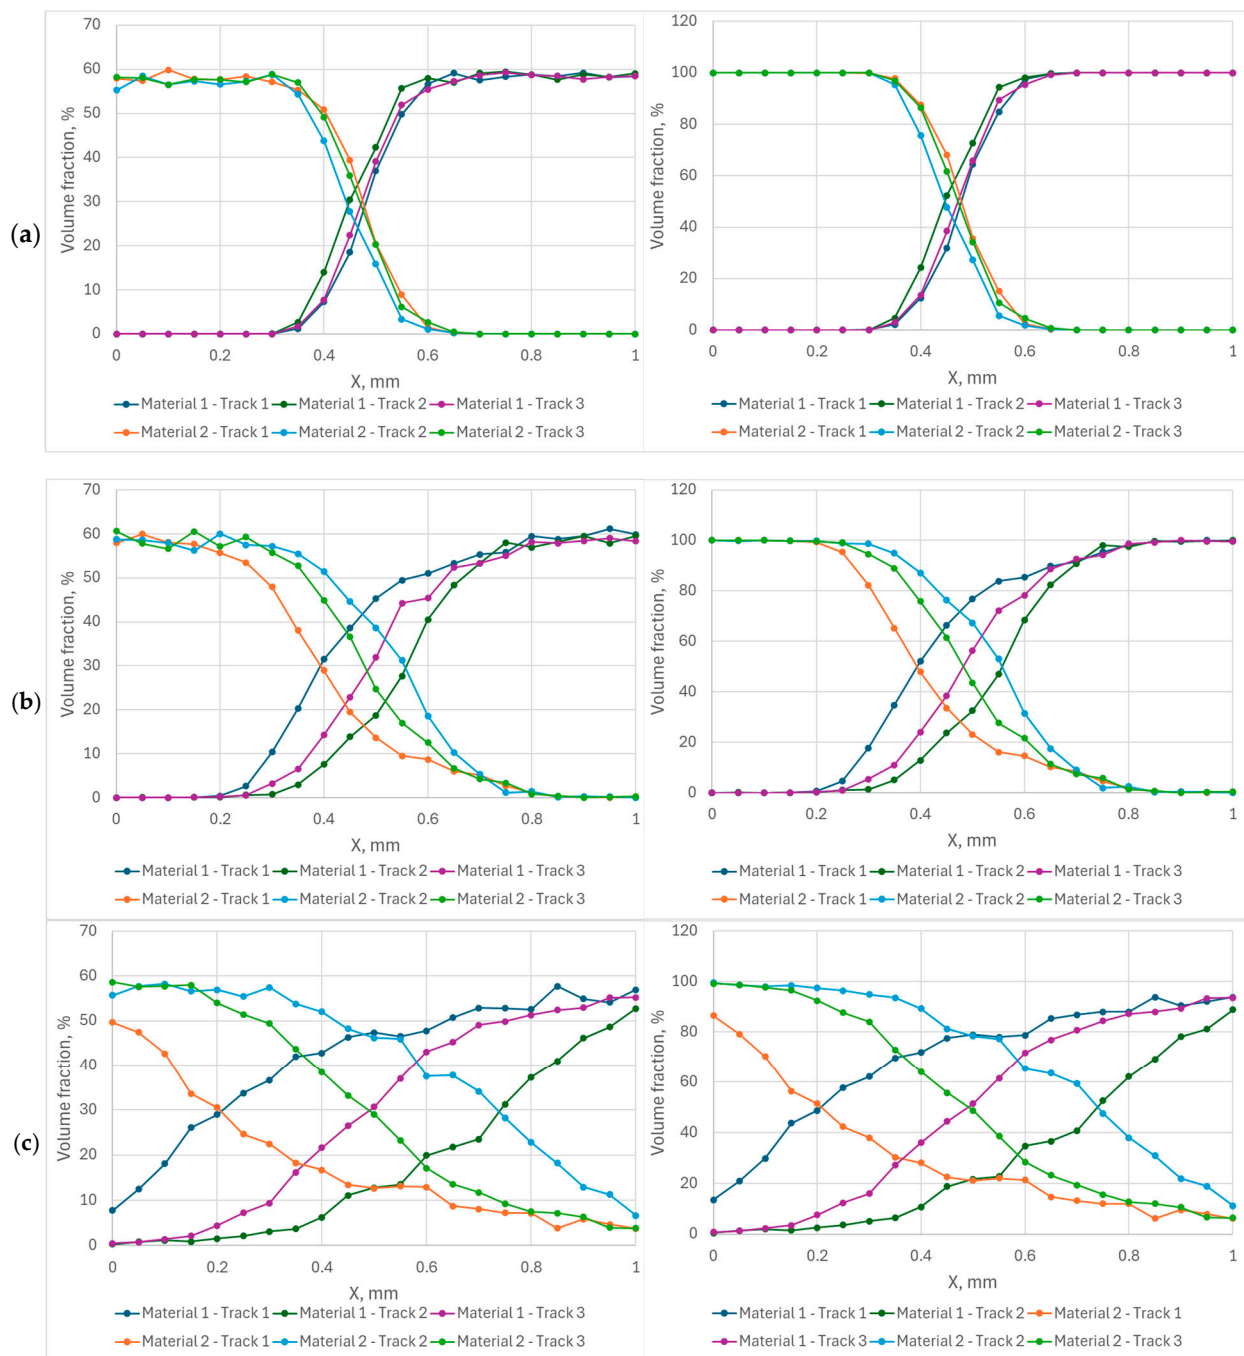 70
60
50
40
30
20
10
0
Volume fraction, %
0 0.2 0.4 0.6 0.8 1
X, mm
Material 1 - Track 1 Material 1 - Track 2 Material 1 - Track 3
Material 2 - Track 1 Material 2 - Track 2 Material 2 - Track 3
120
100
80
60
40
20
0
Volume fraction, %
0 0.2 0.4 0.6 0.8 1
X, mm
Material 1 - Track 1 Material 1 - Track 2 Material 1 - Track 3
Material 2 - Track 1 Material 2 - Track 2 Material 2 - Track 3
(a)
70
60
50
40
30
20
10
0
Volume fraction, %
0 0.2 0.4 0.6 0.8 1
X, mm
Material 1 - Track 1 Material 1 - Track 2 Material 1 - Track 3
Material 2 - Track 1 Material 2 - Track 2 Material 2 - Track 3
120
100
80
60
40
20
0
Volume fraction, %
0 0.2 0.4 0.6 0.8 1
X, mm
Material 1 - Track 1 Material 1 - Track 2 Material 1 - Track 3
Material 2 - Track 1 Material 2 - Track 2 Material 2 - Track 3
(b)
70
60
50
40
30
20
10
0
Volume fraction, %
0 0.2 0.4 0.6 0.8 1
X, mm
Material 1 - Track 1 Material 1 - Track 2 Material 1 - Track 3
Material 2 - Track 1 Material 2 - Track 2 Material 2 - Track 3
120
100
80
60
40
20
0
Volume fraction, %
0 0.2 0.4 0.6 0.8 1
X, mm
Material 1 - Track 1 Material 1 - Track 2 Material 2 - Track 1
Material 1 - Track 3 Material 2 - Track 2 Material 2 - Track 3
(c)